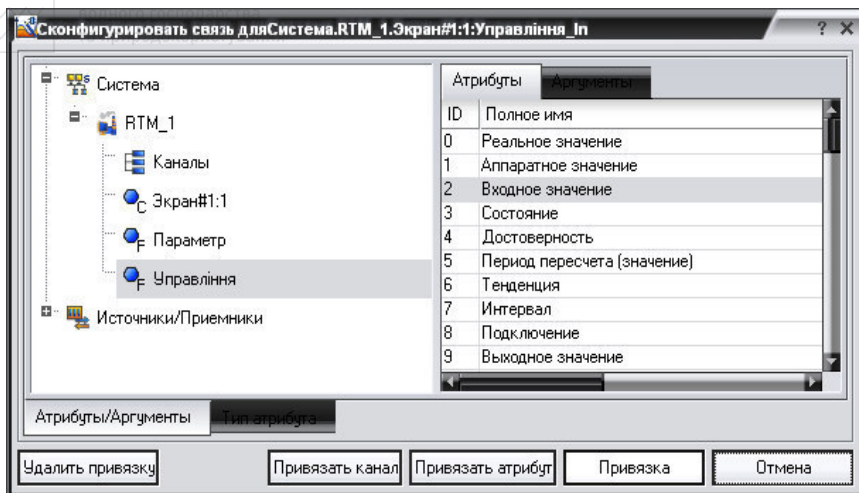 Сконфигурировать связь дляСистема.RTM_1.Экран#1:1:Управління_In
? X
Система
RTM_1
Каналы
Экран#1:1
Параметр
Управління
Источники/Приемники
Атрибуты/Аргументы
Тип атрибута
Атрибуты
Аргументы
ID Полное имя
0 Реальное значение
1 Аппаратное значение
2 Входное значение
3 Состояние
4 Достоверность
5 Период пересчета (значение)
6 Тенденция
7 Интервал
8 Подключение
9 Выходное значение
Удалить привязку
Привязать канал
Привязать атрибут
Привязка
Отмена